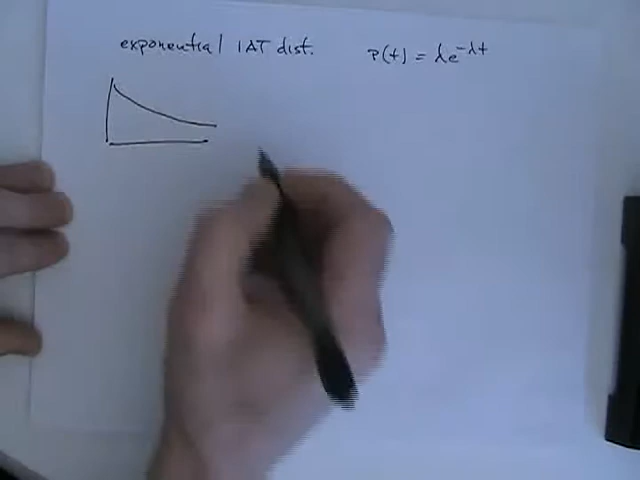 exponential IAT dist. P(t) = λe^-λt